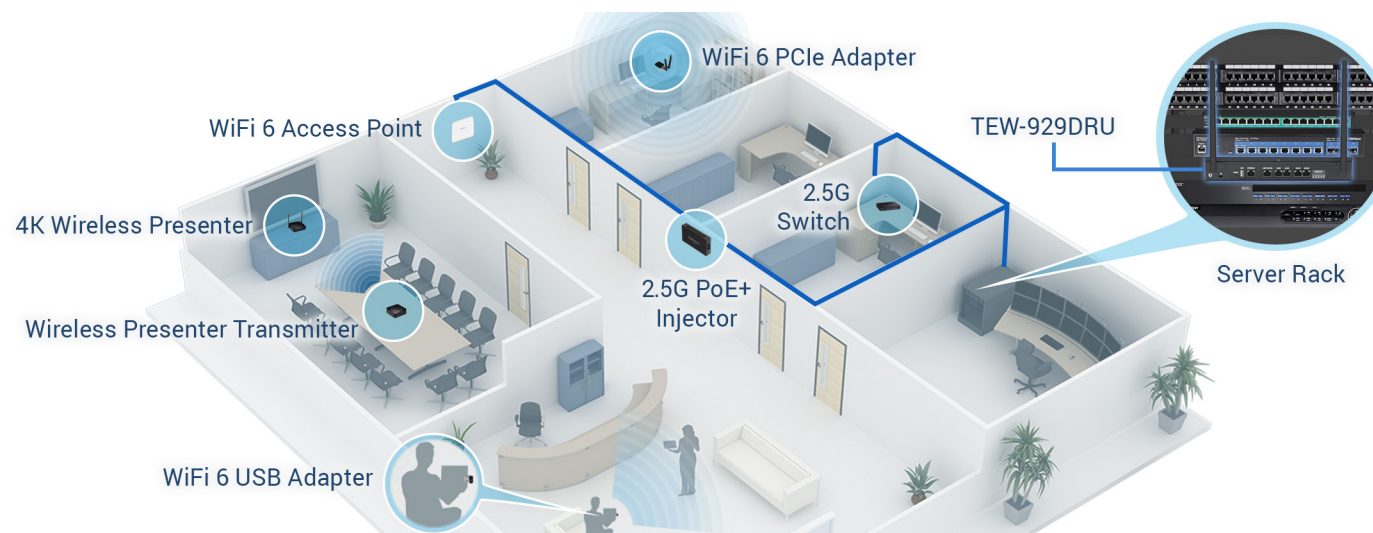 WiFi 6 PCIe Adapter
WiFi 6 Access Point
TEW-929DRU
4K Wireless Presenter
2.5G
Switch
2.5G PoE+
Injector
Server Rack
Wireless Presenter Transmitter
WiFi 6 USB Adapter